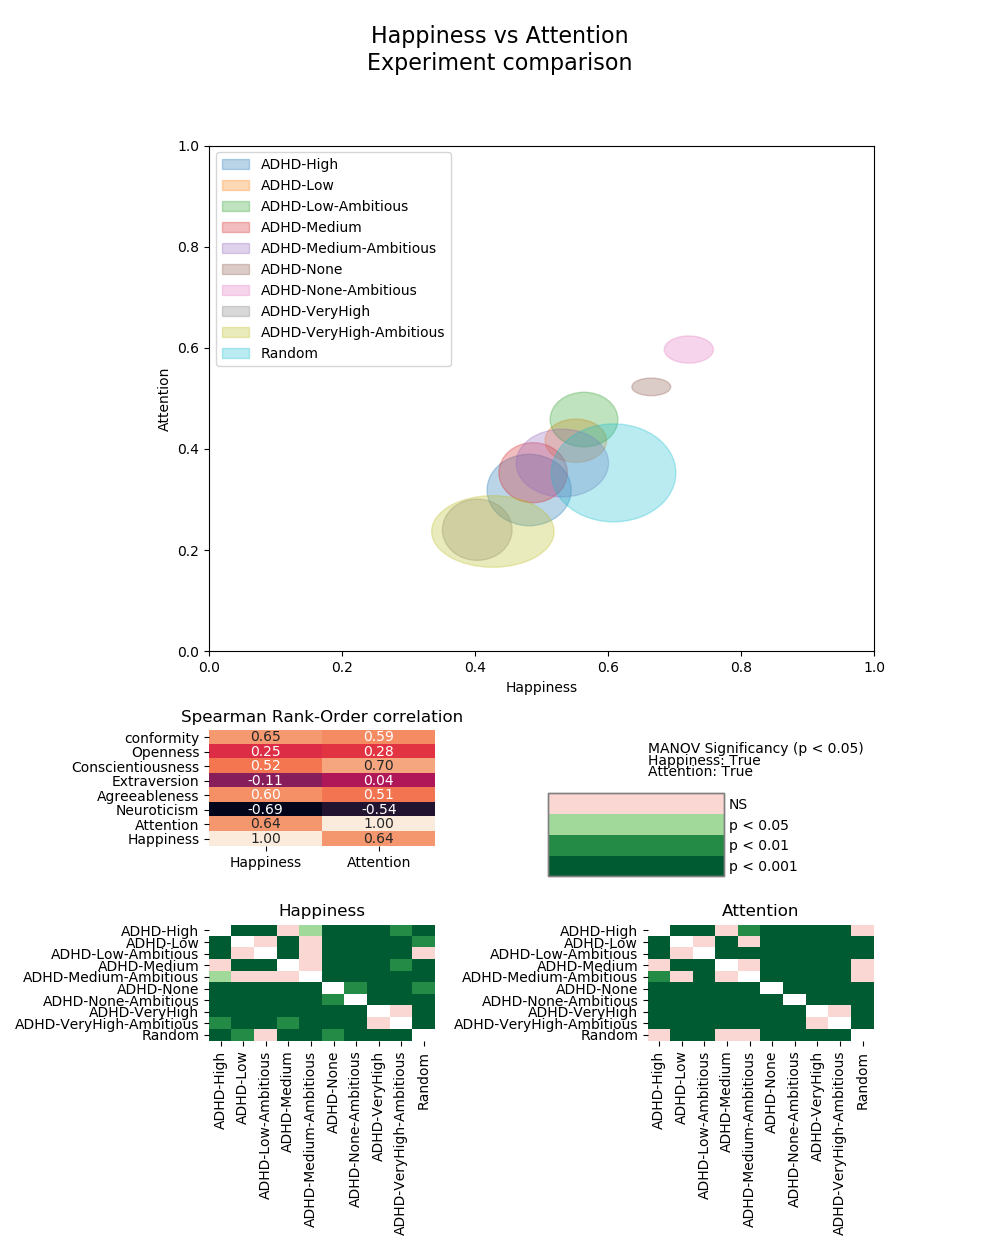 Happiness vs Attention
Experiment comparison
1.0
0.8
0.6
0.4
0.2
0.0
Attention
ADHD-High
ADHD-Low
ADHD-Low-Ambitious
ADHD-Medium
ADHD-Medium-Ambitious
ADHD-None
ADHD-None-Ambitious
ADHD-VeryHigh
ADHD-VeryHigh-Ambitious
Random
0.0 0.2 0.4 0.6 0.8 1.0
Happiness
Spearman Rank-Order correlation
conformity 0.65 0.59
Openness 0.25 0.28
Conscientiousness 0.52 0.70
Extraversion -0.11 0.04
Agreeableness 0.60 0.51
Neuroticism -0.69 -0.54
Attention 0.64 1.00
Happiness 1.00 0.64
Happiness Attention
MANOV Significancy (p < 0.05)
Happiness: True
Attention: True
NS
p < 0.05
p < 0.01
p < 0.001
Happiness
ADHD-High
ADHD-Low
ADHD-Low-Ambitious
ADHD-Medium
ADHD-Medium-Ambitious
ADHD-None
ADHD-None-Ambitious
ADHD-VeryHigh
ADHD-VeryHigh-Ambitious
Random
ADHD-High
ADHD-Low
ADHD-Low-Ambitious
ADHD-Medium
ADHD-Medium-Ambitious
ADHD-None
ADHD-None-Ambitious
ADHD-VeryHigh
ADHD-VeryHigh-Ambitious
Random
Attention
ADHD-High
ADHD-Low
ADHD-Low-Ambitious
ADHD-Medium
ADHD-Medium-Ambitious
ADHD-None
ADHD-None-Ambitious
ADHD-VeryHigh
ADHD-VeryHigh-Ambitious
Random
ADHD-High
ADHD-Low
ADHD-Low-Ambitious
ADHD-Medium
ADHD-Medium-Ambitious
ADHD-None
ADHD-None-Ambitious
ADHD-VeryHigh
ADHD-VeryHigh-Ambitious
Random